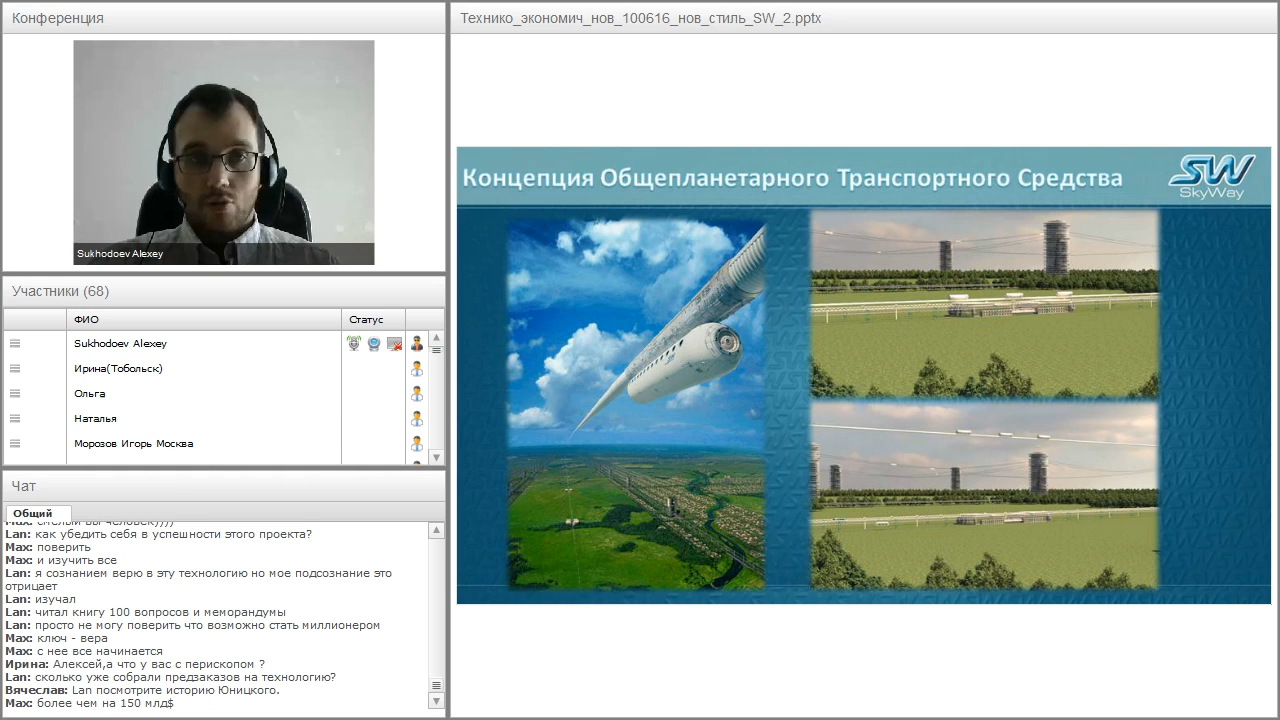 Конференция
Sukhodoev Alexey
Участники (68)
ФИО Статус
Sukhodoev Alexey
Ирина(Тобольск)
Ольга
Наталья
Морозов Игорь Москва
Чат
Общий
Max: смелый вы человек))))
Lan: как убедить себя в успешности этого проекта?
Max: поверить
Max: и изучить все
Lan: я сознанием верю в эту технологию но мое подсознание это
отрицает
Lan: изучал
Lan: читал книгу 100 вопросов и меморандумы
Lan: просто не могу поверить что возможно стать миллионером
Max: ключ - вера
Max: с нее все начинается
Ирина: Алексей,а что у вас с перископом ?
Lan: сколько уже собрали предзаказов на технологию?
Вячеслав: Lan посмотрите историю Юницкого.
Max: более чем на 150 млд$
Технико_экономич_нов_100616_нов_стиль_SW_2.pptx
Концепция Общепланетарного Транспортного Средства
SW
SkyWay